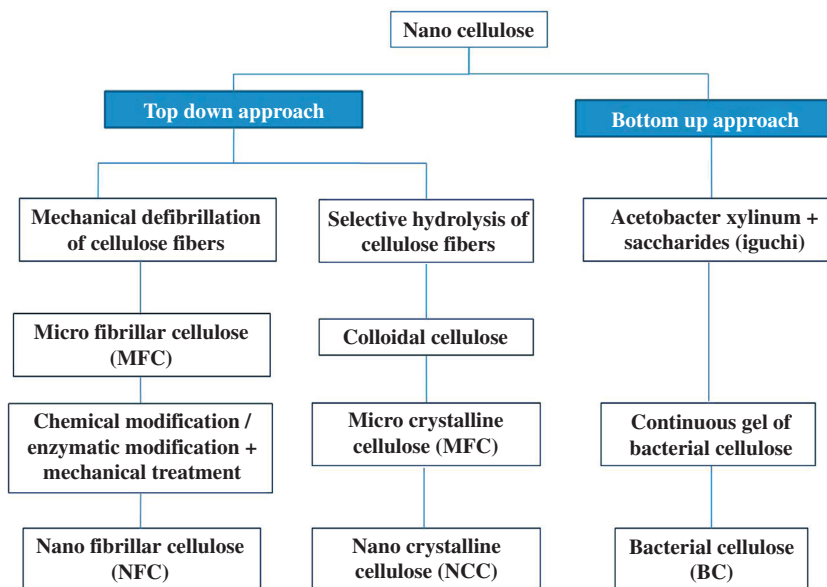 Nano cellulose
Top down approach
Bottom up approach
Mechanical defibrillation
of cellulose fibers
Selective hydrolysis of
cellulose fibers
Acetobacter xylinum +
saccharides (iguchi)
Micro fibrillar cellulose
(MFC)
Colloidal cellulose
Chemical modification /
enzymatic modification +
mechanical treatment
Micro crystalline
cellulose (MFC)
Continuous gel of
bacterial cellulose
Nano fibrillar cellulose
(NFC)
Nano crystalline
cellulose (NCC)
Bacterial cellulose
(BC)